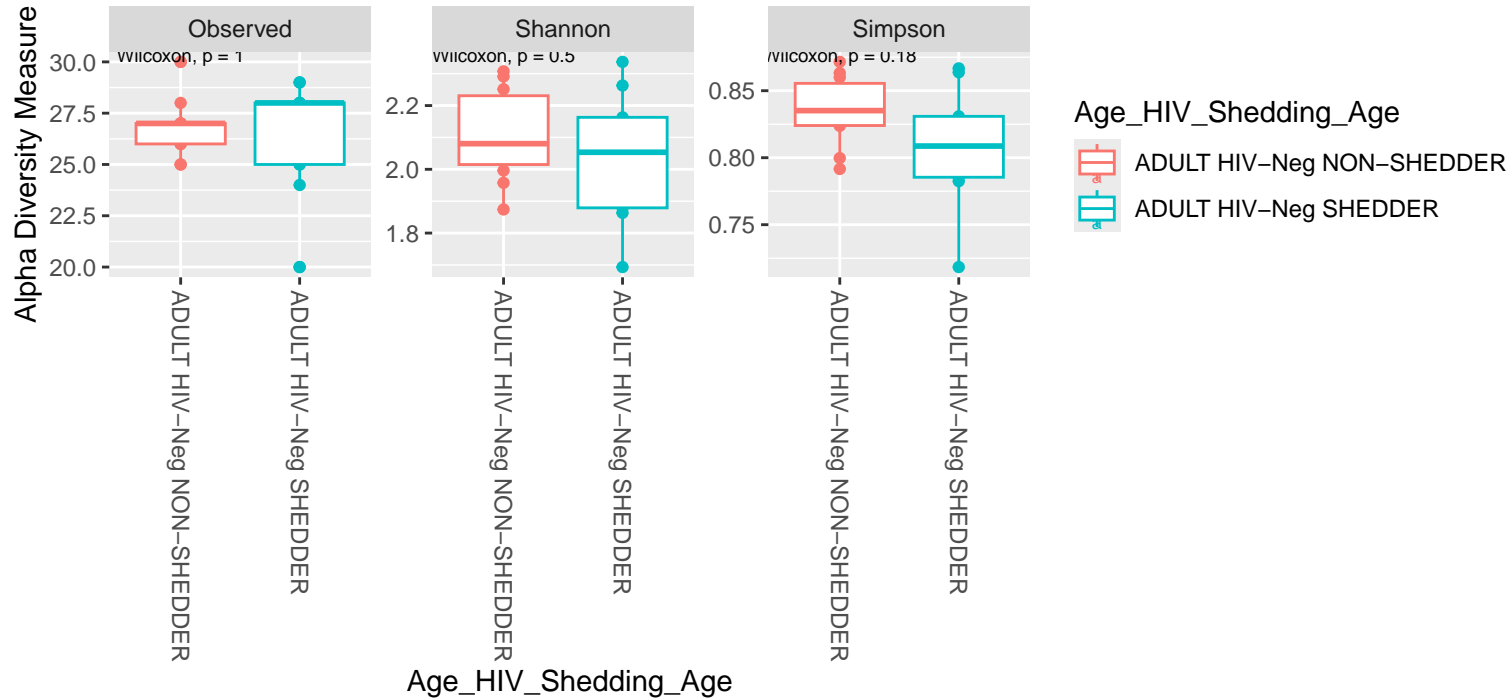 Observed
Shannon
Simpson
Alpha Diversity Measure
Wilcoxon, p = 1
Wilcoxon, p = 0.5
Wilcoxon, p = 0.18
30.0
27.5
25.0
22.5
20.0
2.2
2.0
1.8
0.85
0.80
0.75
ADULT HIV−Neg NON−SHEDDER
ADULT HIV−Neg SHEDDER
ADULT HIV−Neg NON−SHEDDER
ADULT HIV−Neg SHEDDER
ADULT HIV−Neg NON−SHEDDER
ADULT HIV−Neg SHEDDER
Age_HIV_Shedding_Age
Age_HIV_Shedding_Age
ADULT HIV−Neg NON−SHEDDER
ADULT HIV−Neg SHEDDER